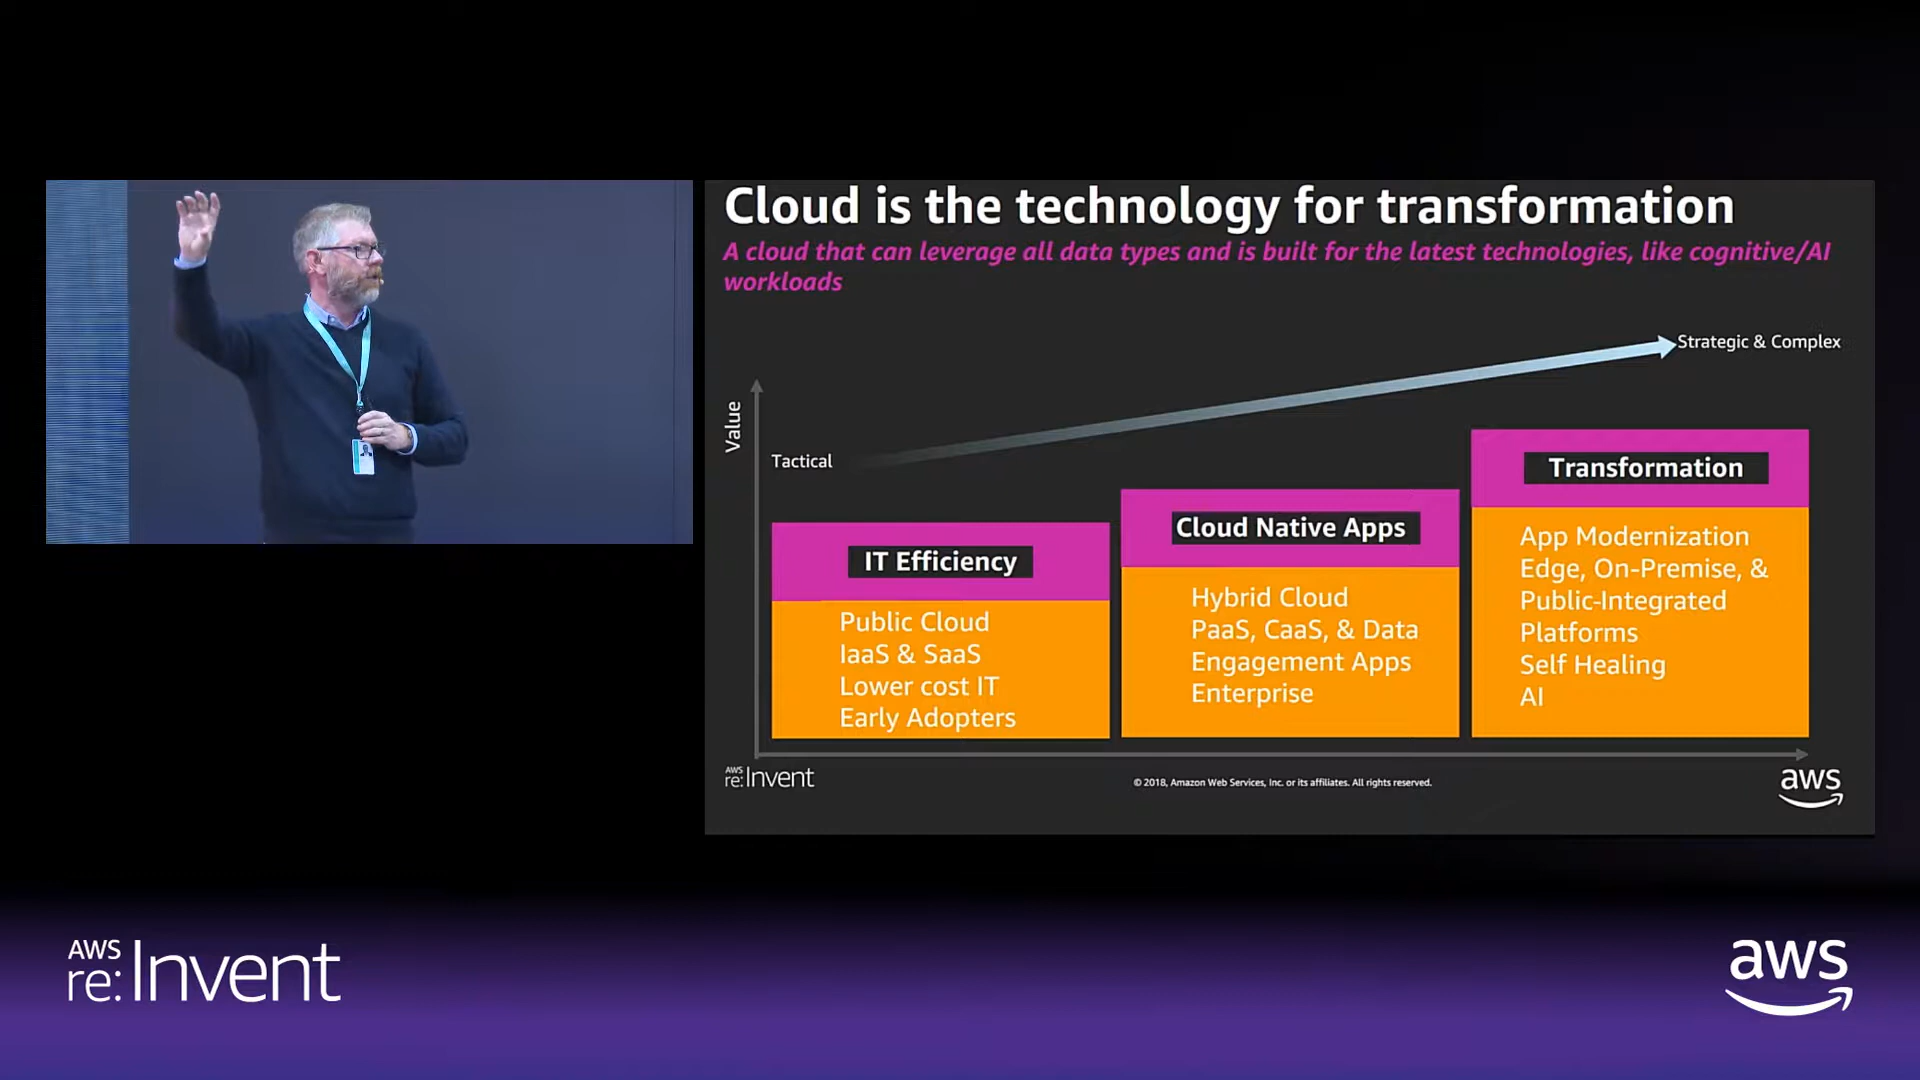 Cloud is the technology for transformation
A cloud that can leverage all data types and is built for the latest technologies, like cognitive/AI
workloads
Strategic & Complex
Value
Tactical
IT Efficiency
Public Cloud
IaaS & SaaS
Lower cost IT
Early Adopters
Cloud Native Apps
Hybrid Cloud
PaaS, CaaS, & Data
Engagement Apps
Enterprise
Transformation
App Modernization
Edge, On-Premise, &
Public-Integrated
Platforms
Self Healing
AI
AWS
re:Invent
© 2018, Amazon Web Services, Inc. or its affiliates. All rights reserved.
aws
AWS
re:Invent
aws